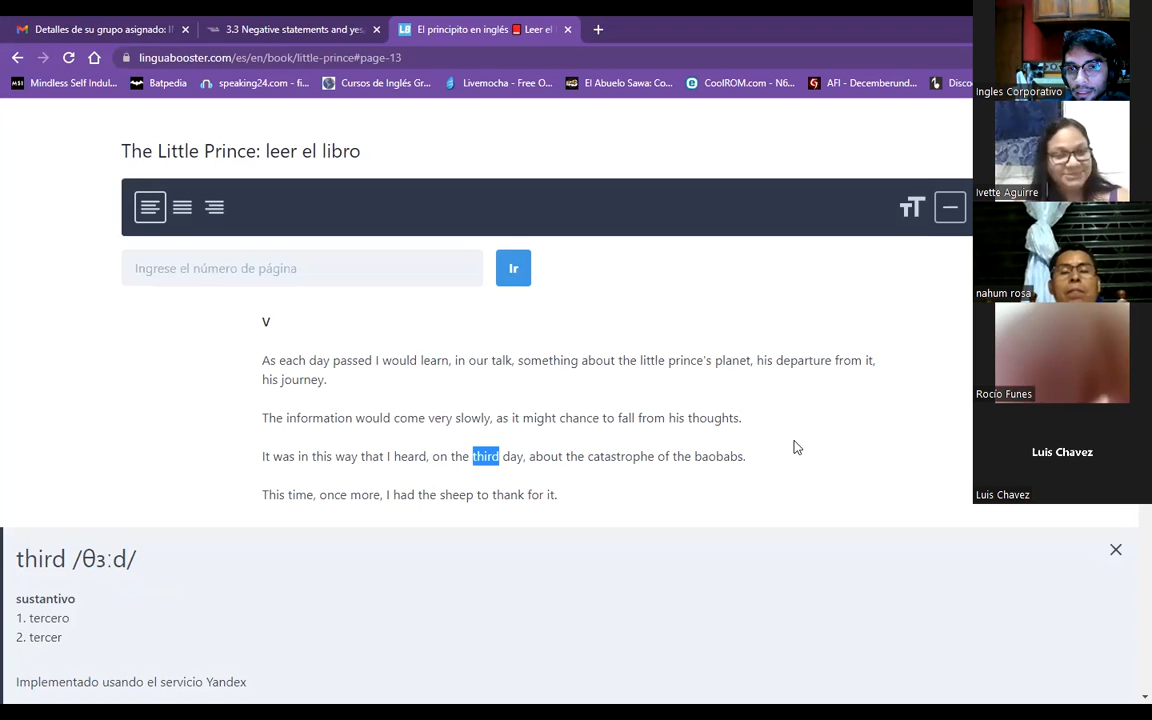 Detalles de su grupo asignado: I
3.3 Negative statements and yes
El principito en inglés 📕 Leer el
linguabooster.com/es/en/book/little-prince#page-13
Mindless Self Indul...
Batpedia
speaking24.com - fi...
Cursos de Inglés Gr...
Livemocha - Free O...
El Abuelo Sawa: Co...
CoolROM.com - N6...
AFI - Decemberund...
Disco
Ingles Corporativo
The Little Prince: leer el libro
Ivette Aguirre
TT
Ingrese el número de página
Ir
nahum rosa
V
As each day passed I would learn, in our talk, something about the little prince's planet, his departure from it,
his journey.
Rocío Funes
The information would come very slowly, as it might chance to fall from his thoughts.
It was in this way that I heard, on the third day, about the catastrophe of the baobabs.
Luis Chavez
This time, once more, I had the sheep to thank for it.
Luis Chavez
third /θɜːd/
sustantivo
1. tercero
2. tercer
Implementado usando el servicio Yandex